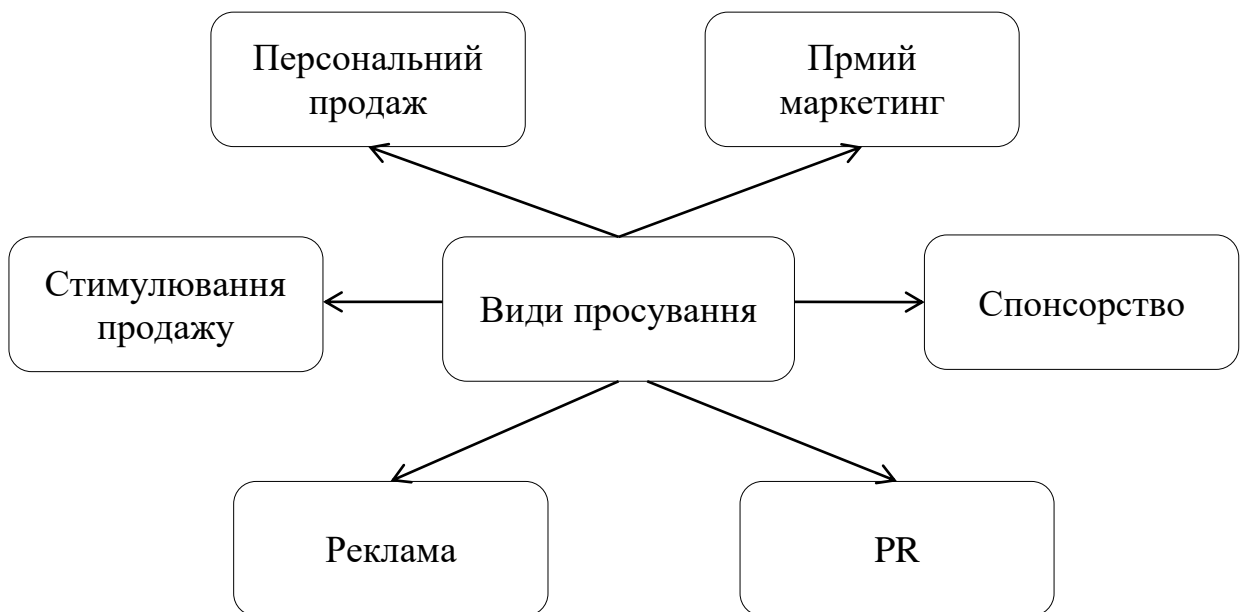 Персональний
продаж
Прмий
маркетинг
Стимулювання
продажу
Види просування
Спонсорство
Реклама
PR